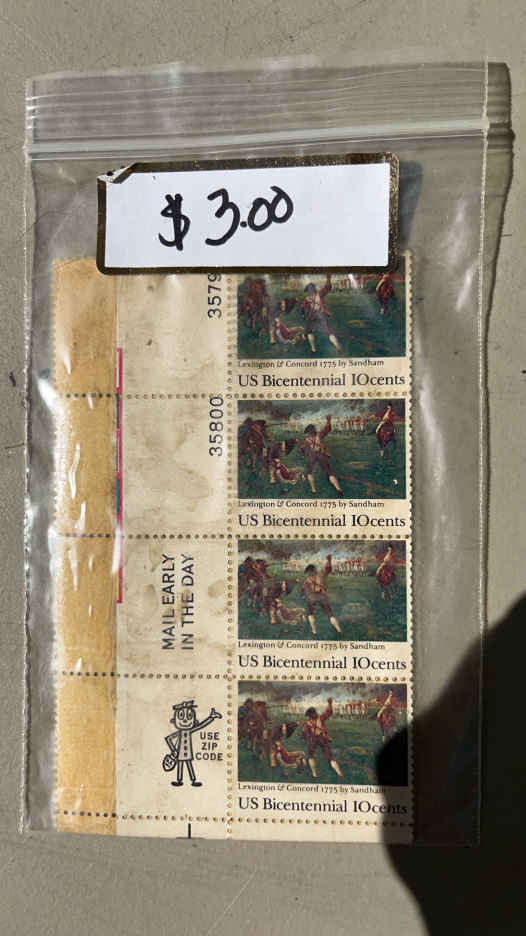 $ 3.00
3579
Lexington & Concord 1775 by Sandham
US Bicentennial 10cents
35800
Lexington & Concord 1775 by Sandham
US Bicentennial 10cents
MAIL EARLY
IN THE DAY
Lexington & Concord 1775 by Sandham
US Bicentennial 10cents
USE
ZIP
CODE
Lexington & Concord 1775 by Sandham
US Bicentennial 10cents